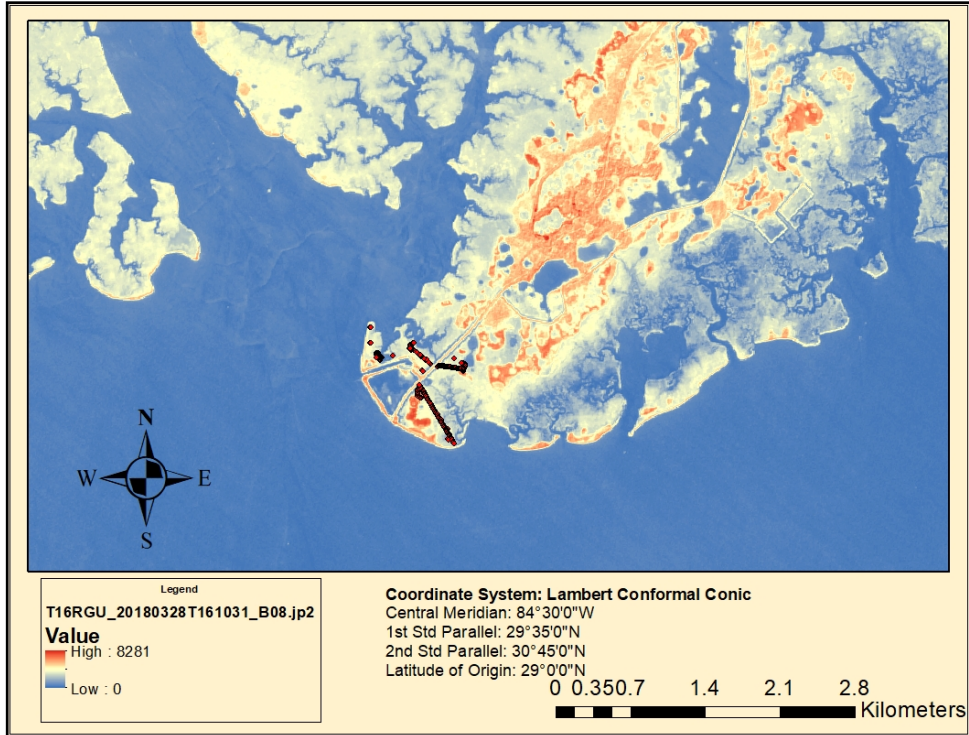 N
W
E
S
Legend
T16RGU_20180328T161031_B08.jp2
Value
High : 8281
Low : 0
Coordinate System: Lambert Conformal Conic
Central Meridian: 84°30'0"W
1st Std Parallel: 29°35'0"N
2nd Std Parallel: 30°45'0"N
Latitude of Origin: 29°0'0"N
0 0.35 0.7 1.4 2.1 2.8
Kilometers